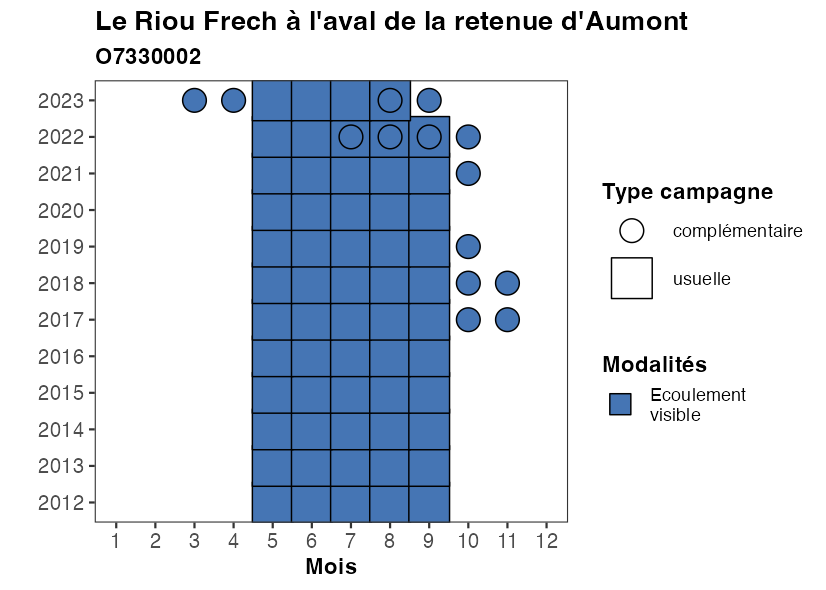 Le Riou Frech à l'aval de la retenue d'Aumont
O7330002
2023
2022
2021
2020
2019
2018
2017
2016
2015
2014
2013
2012
1 2 3 4 5 6 7 8 9 10 11 12
Mois
Type campagne
complémentaire
usuelle
Modalités
Ecoulement
visible